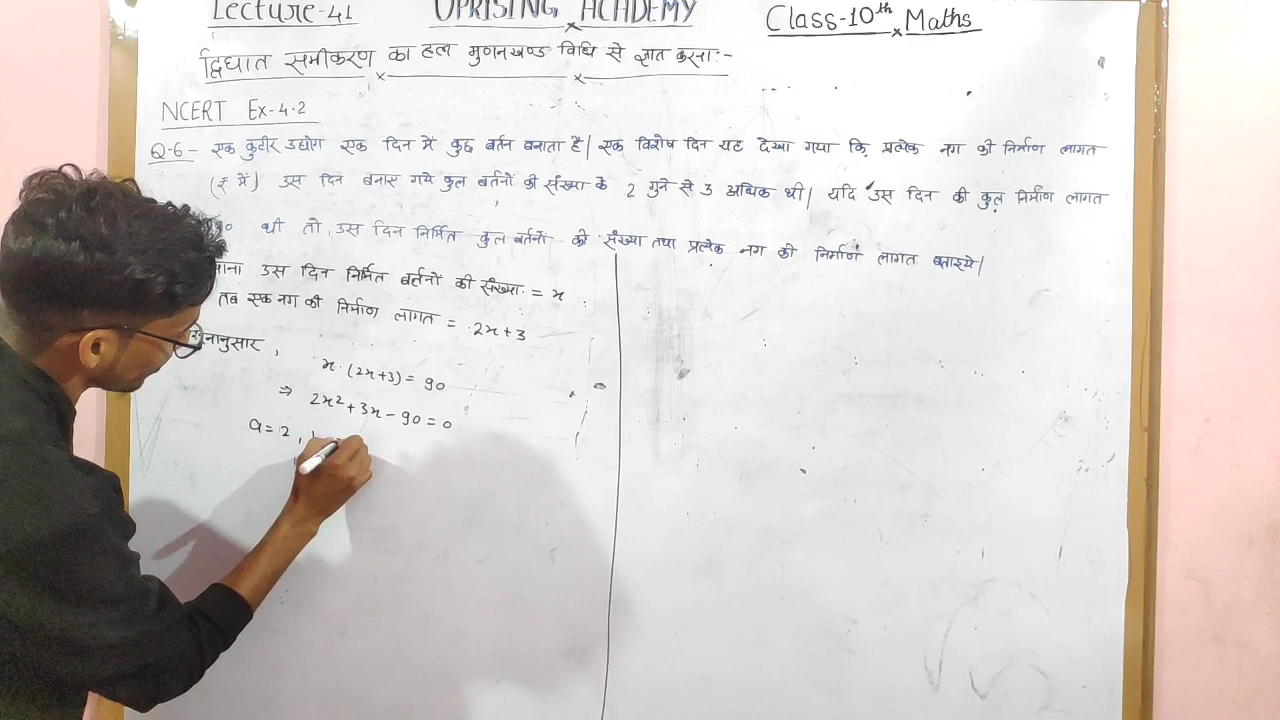 Lecture-41 UPRISING ACADEMY Class-10th Maths
द्विघात समीकरण का हल गुणनखण्ड विधि से ज्ञात करना:-
NCERT Ex-4.2
Q-6- एक कुटीर उद्योग एक दिन में कुछ बर्तन बनाता है| एक विशेष दिन यह देखा गया कि प्रत्येक नग की निर्माण लागत
(₹ में) उस दिन बनाए गये कुल बर्तनों की संख्या के 2 गुने से 3 अधिक थी| यदि उस दिन की कुल निर्माण लागत
90 थी तो, उस दिन निर्मित कुल बर्तनों की संख्या तथा प्रत्येक नग की निर्माण लागत बताइये|
माना उस दिन निर्मित बर्तनों की संख्या = x
तब एक नग की निर्माण लागत = 2x+3
नानुसार,
x.(2x+3) = 90
⇒ 2x²+3x-90=0
a=2,